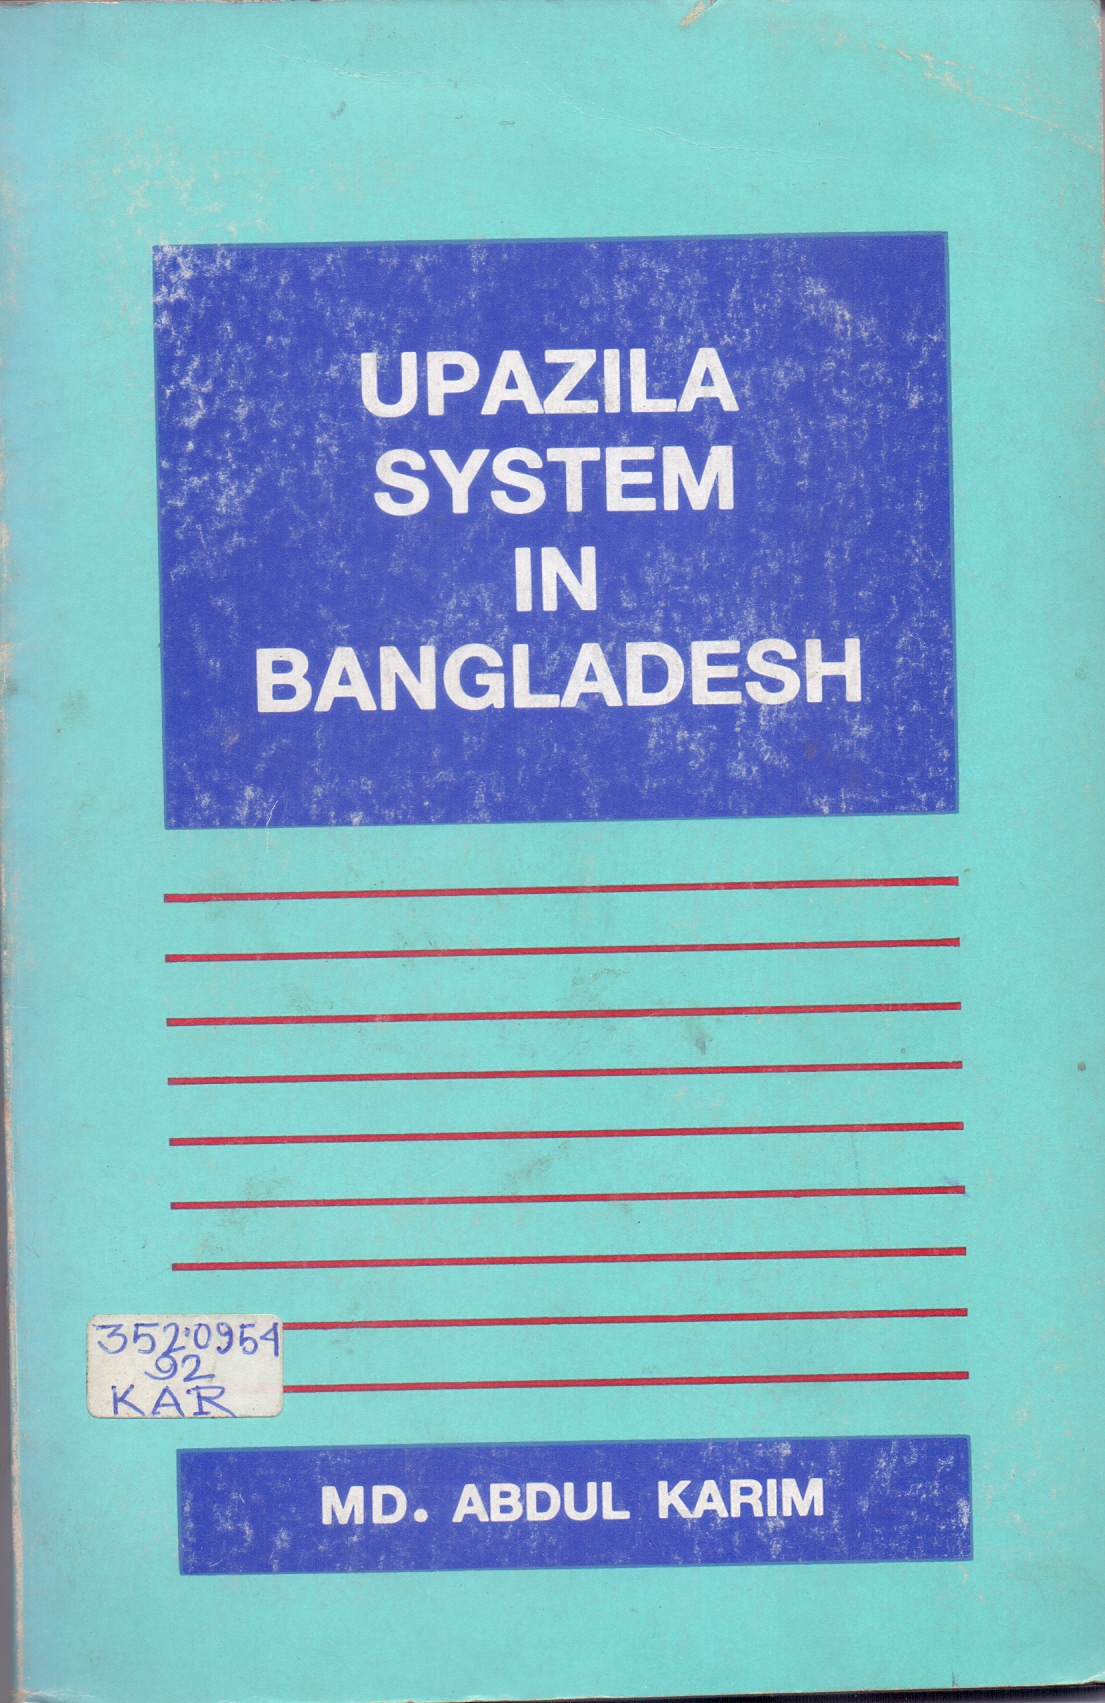 UPAZILA
SYSTEM
IN
BANGLADESH
352.0954
92
KAR
MD. ABDUL KARIM